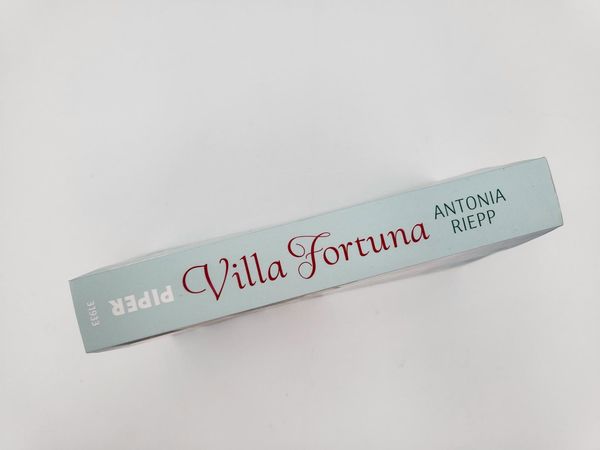 Villa Fortuna
ANTONIA
RIEPP
PIPER
31933